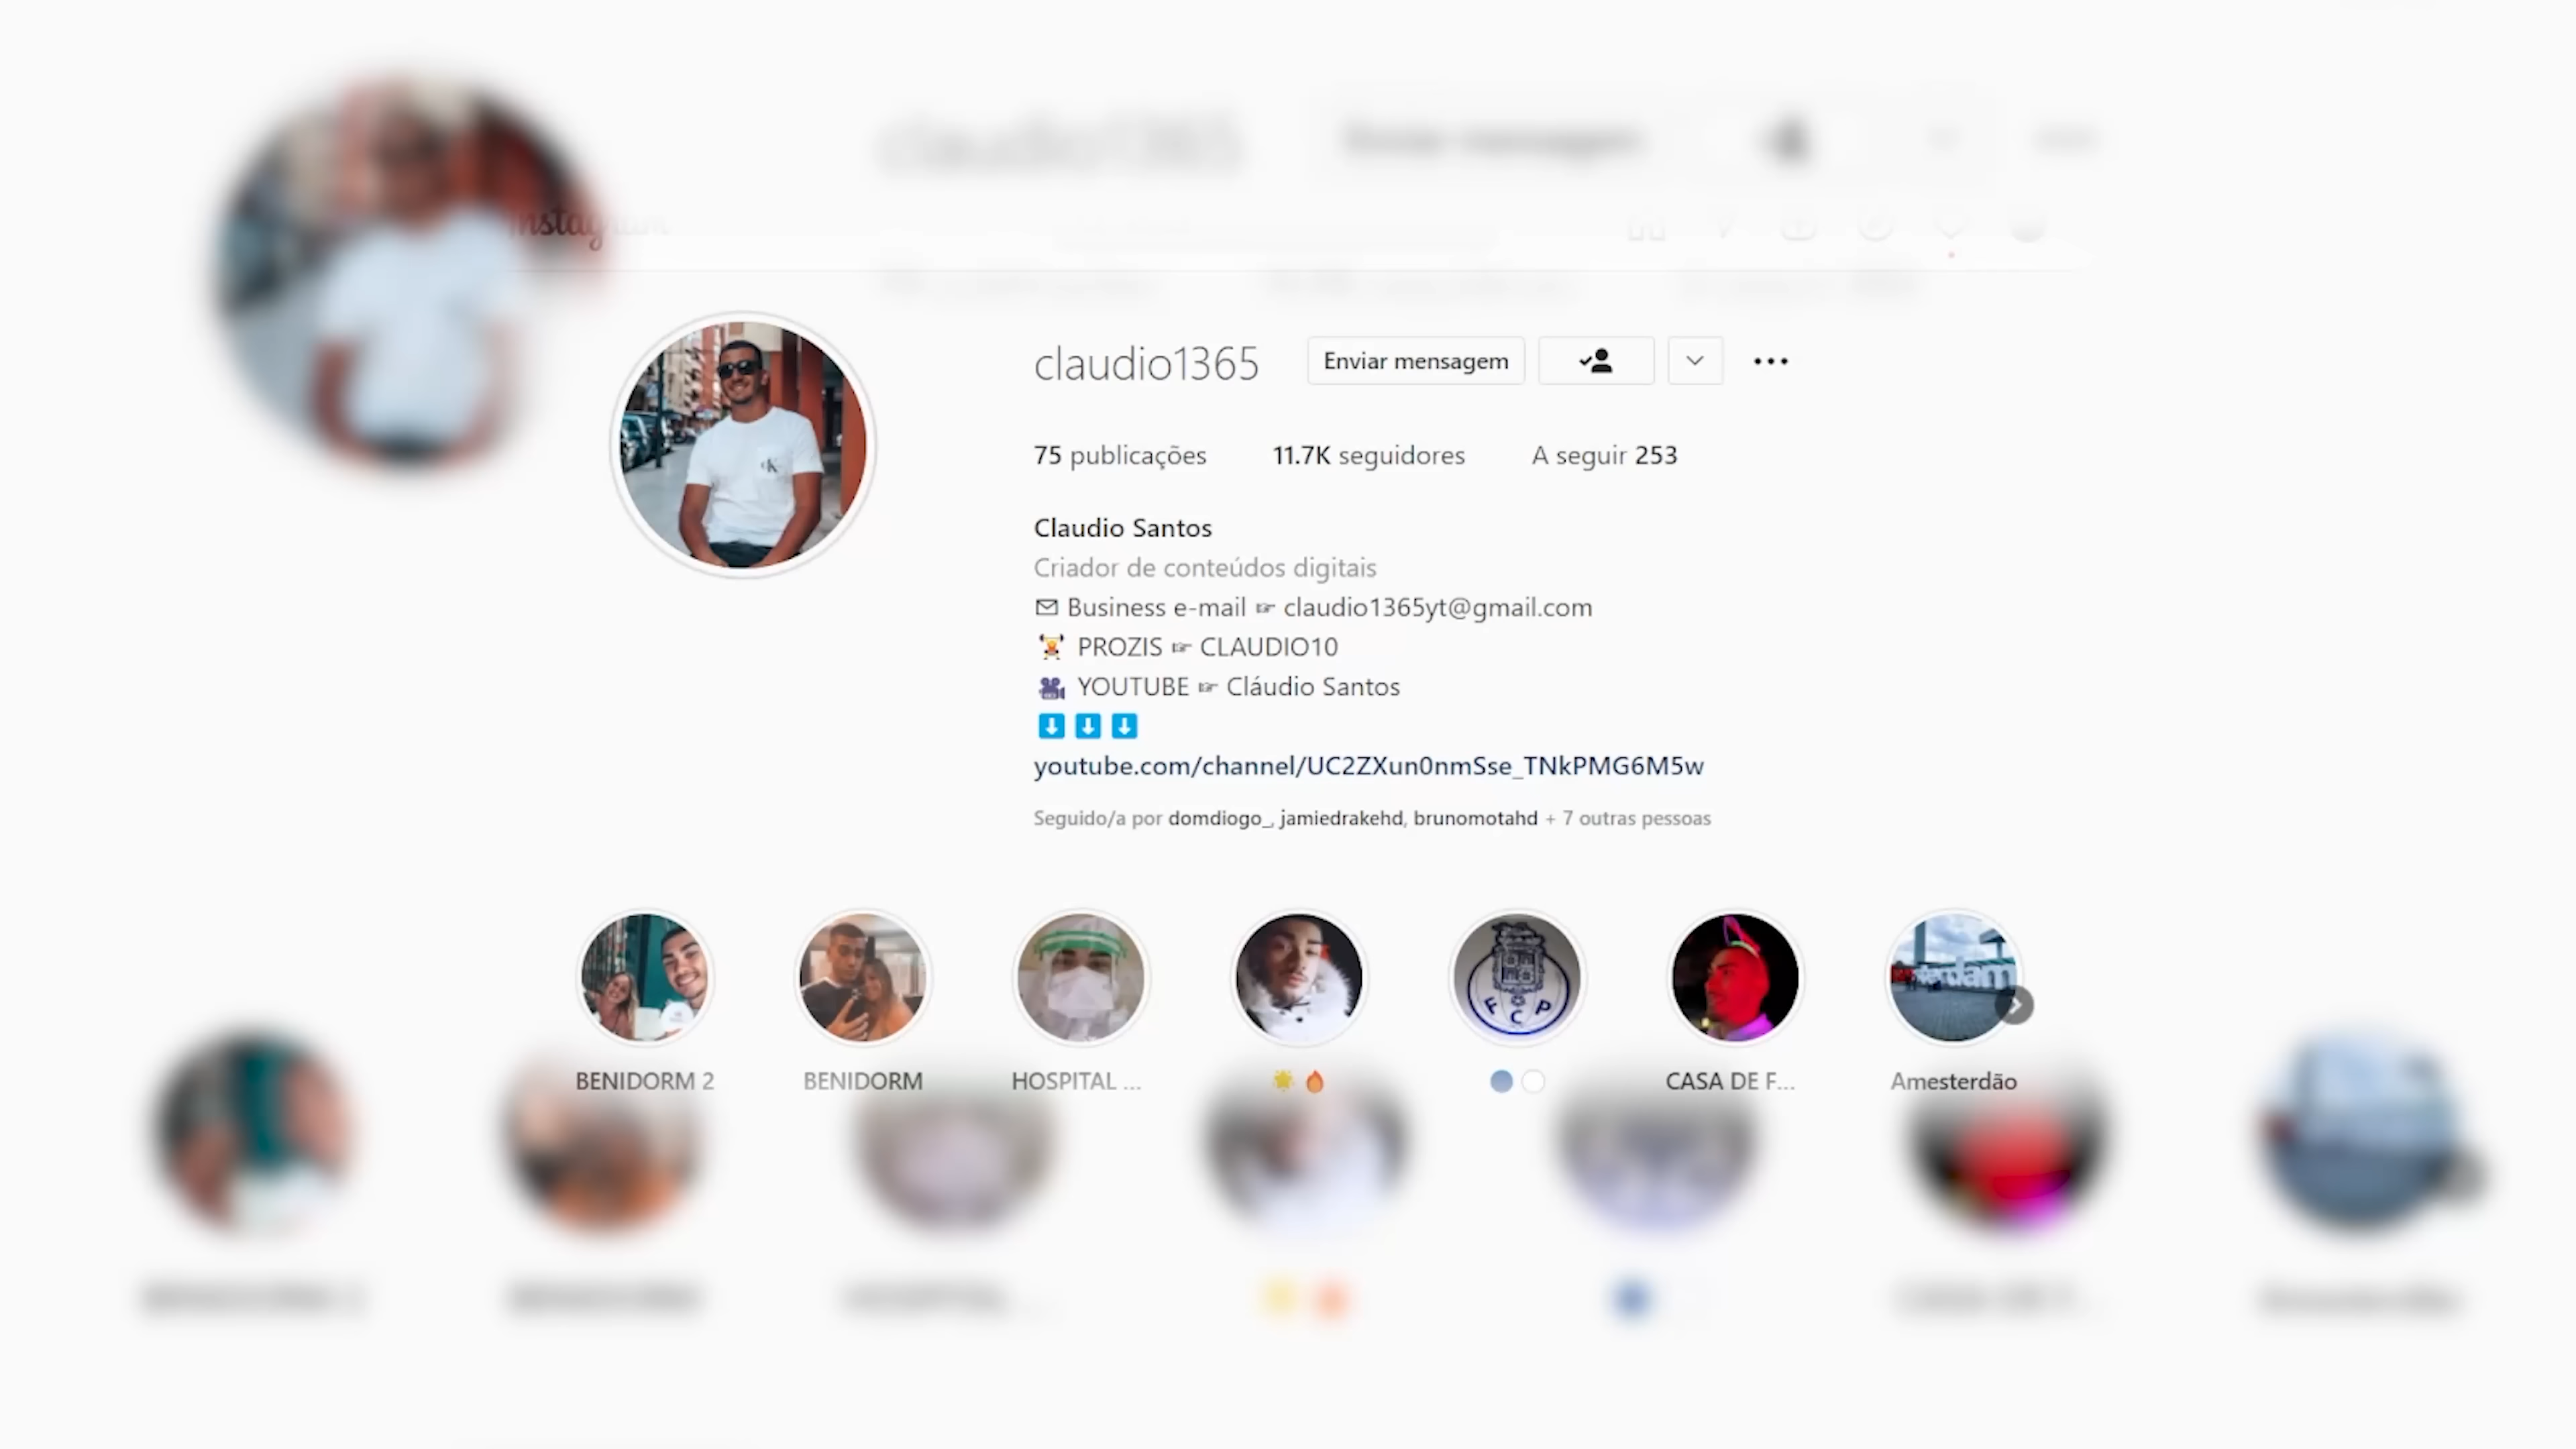 Instagram
claudio1365 Enviar mensagem
75 publicações 11.7K seguidores A seguir 253
Claudio Santos
Criador de conteúdos digitais
✉ Business e-mail ☞ claudio1365yt@gmail.com
🏋 PROZIS ☞ CLAUDIO10
🎥 YOUTUBE ☞ Cláudio Santos
⬇️ ⬇️ ⬇️
youtube.com/channel/UC2ZXun0nmSse_TNkPMG6M5w
Seguido/a por domdiogo_, jamiedrakehd, brunomotahd + 7 outras pessoas
BENIDORM 2 BENIDORM HOSPITAL ... 🌟 🔥 🔵 ⚪ CASA DE F... Amesterdão